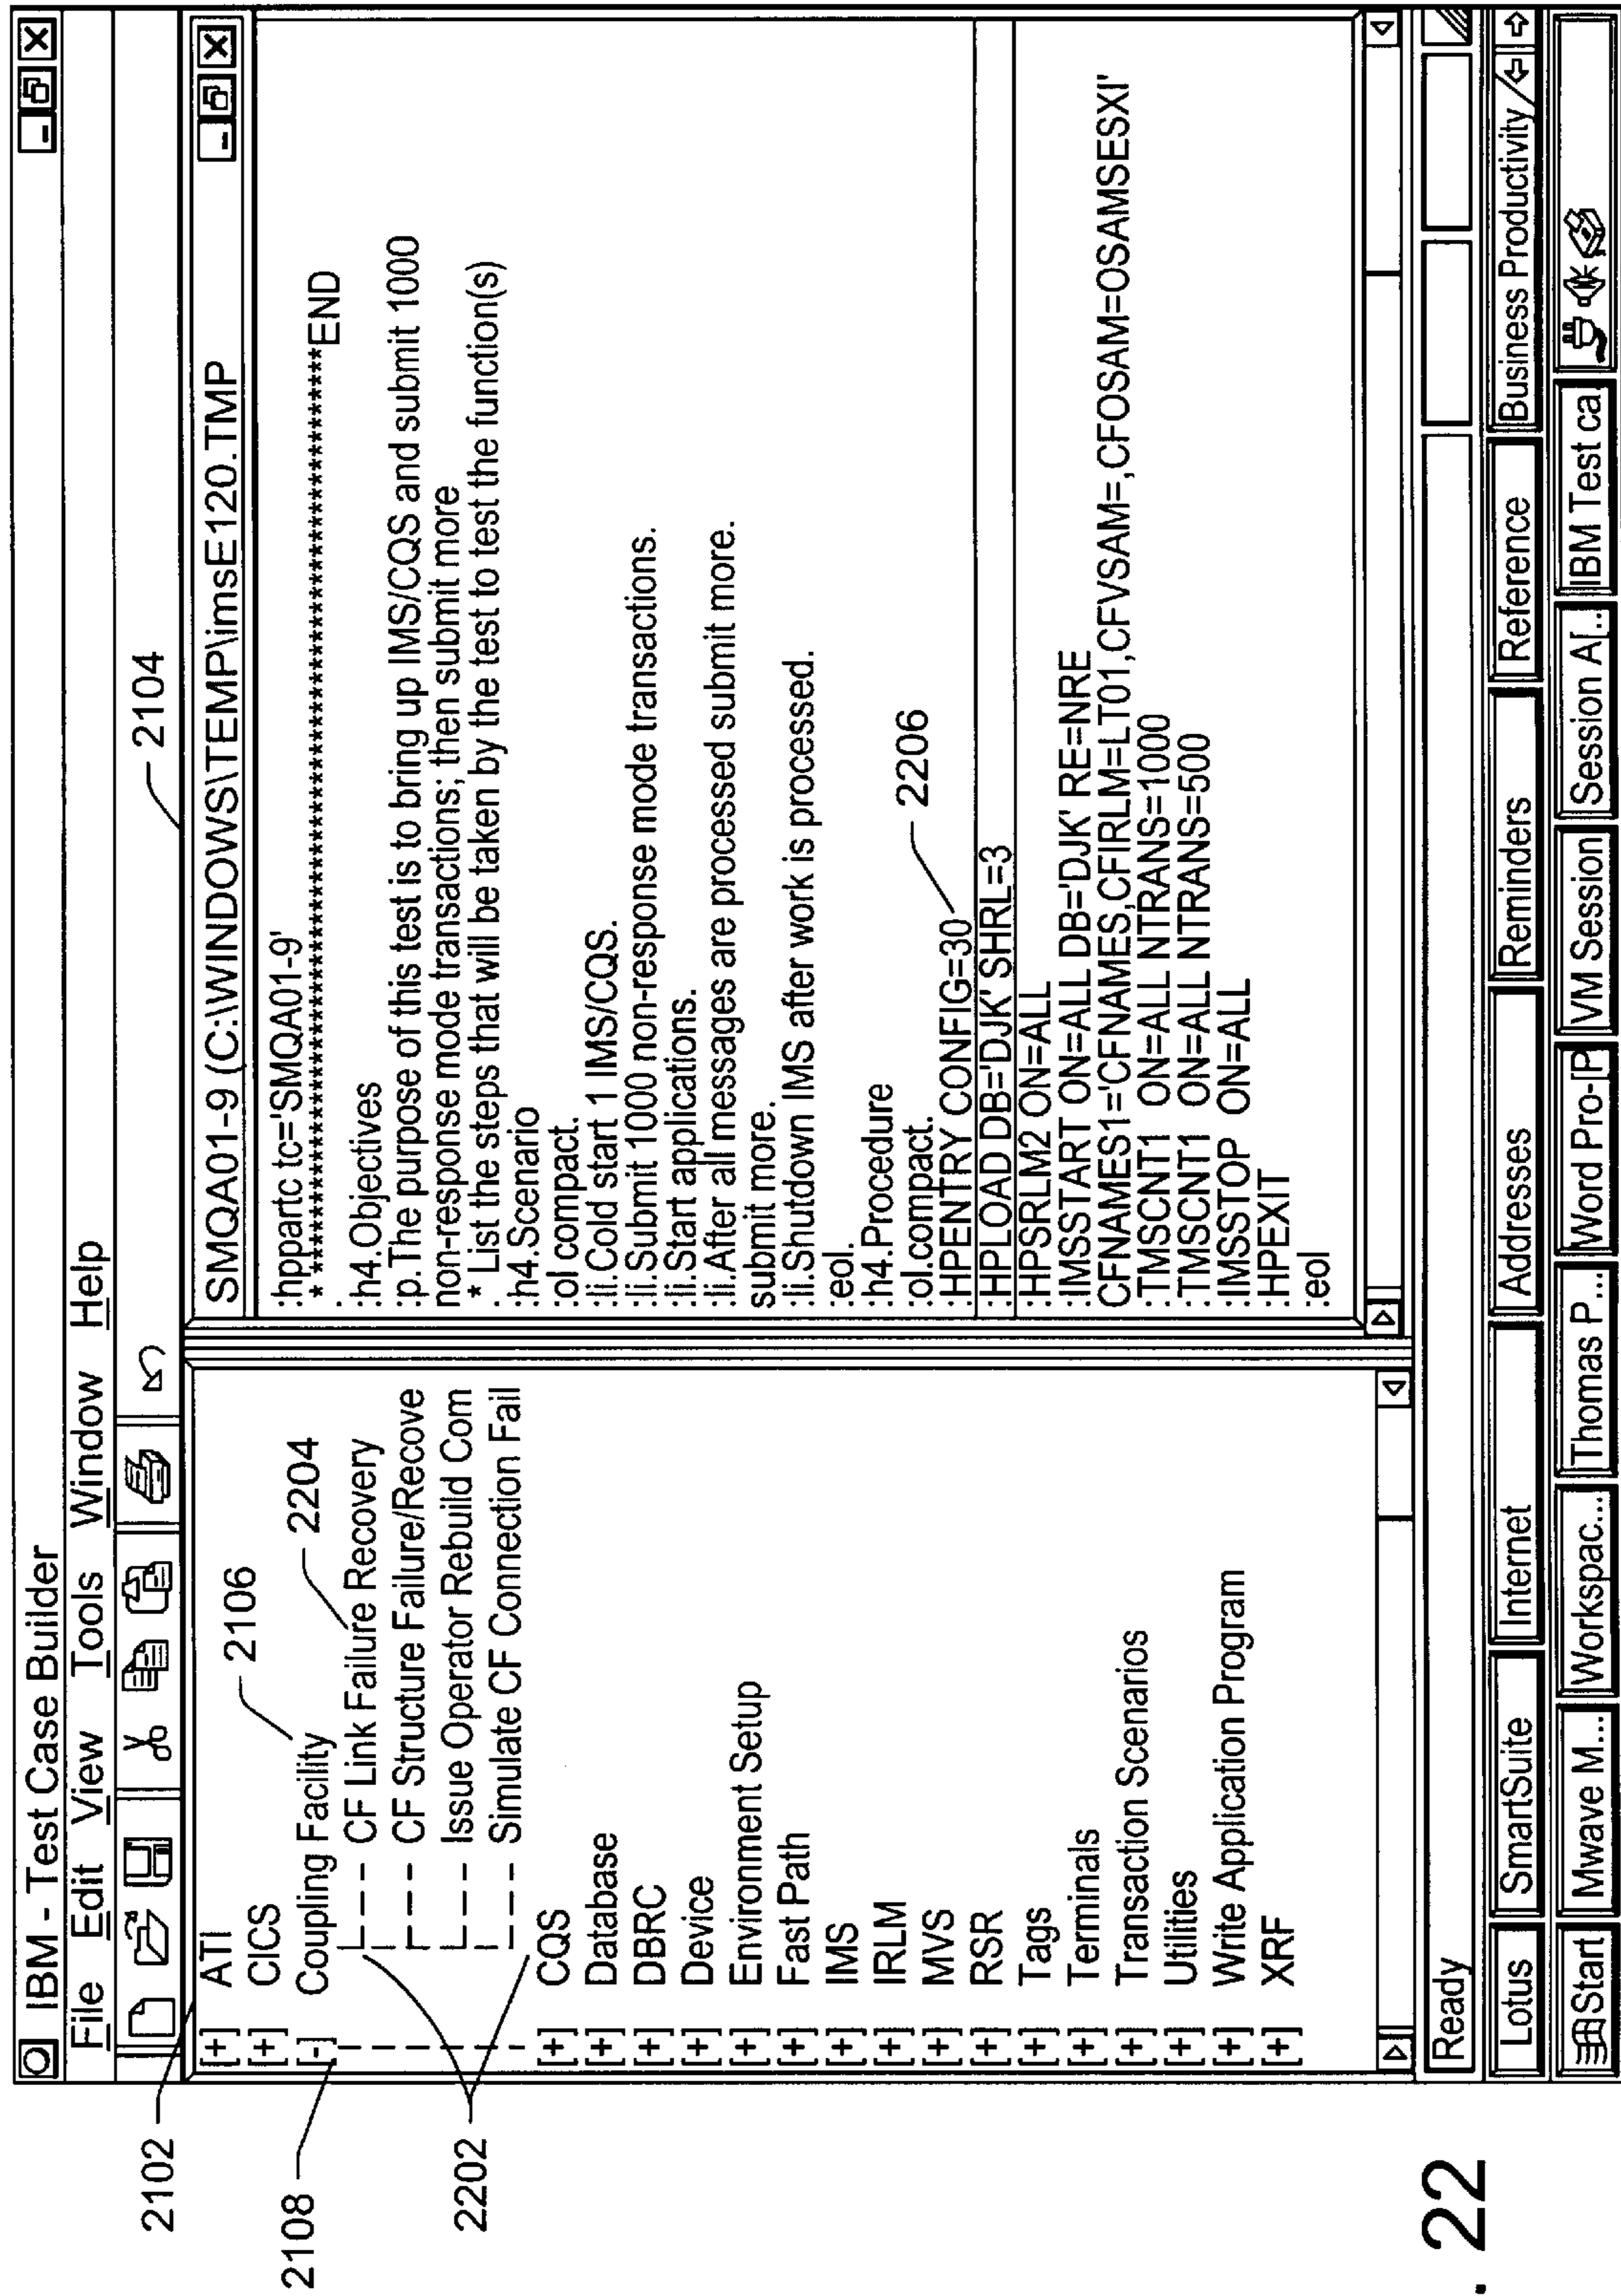 IBM - Test Case Builder
File Edit View Tools Window Help
2102
2104
2106
2108
2202
2204
[+] ATI
[+] CICS
[-] Coupling Facility
CF Link Failure Recovery
CF Structure Failure/Recove
Issue Operator Rebuild Com
Simulate CF Connection Fail
[+] CQS
[+] Database
[+] DBRC
[+] Device
[+] Environment Setup
[+] Fast Path
[+] IMS
[+] IRLM
[+] MVS
[+] RSR
[+] Tags
[+] Terminals
[+] Transaction Scenarios
[+] Utilities
[+] Write Application Program
[+] XRF
SMQA01-9 (C:\WINDOWS\TEMP\imsE120.TMP
:hppartc tc='SMQA01-9'
* ************************************************END
.
:h4.Objectives
:p.The purpose of this test is to bring up IMS/CQS and submit 1000
non-response mode transactions; then submit more
.* List the steps that will be taken by the test to test the function(s)
:h4.Scenario
:ol compact.
:li.Cold start 1 IMS/CQS.
:li.Submit 1000 non-response mode transactions.
:li.Start applications.
:li.After all messages are processed submit more.
submit more.
:li.Shutdown IMS after work is processed.
:eol.
:h4.Procedure
:ol.compact.
:HPENTRY CONFIG=30
2206
:HPLOAD DB='DJK' SHRL=3
:HPSRLM2 ON=ALL
:IMSSTART ON=ALL DB='DJK' RE=NRE
CFNAMES1='CFNAMES,CFIRLM=LT01,CFVSAM=,CFOSAM=OSAMSESXI'
:TMSCNT1 ON=ALL NTRANS=1000
:TMSCNT1 ON=ALL NTRANS=500
:IMSSTOP ON=ALL
:HPEXIT
:eol
Ready
Lotus SmartSuite Internet Addresses Reminders Reference Business Productivity
Start Mwave M... Workspac... Thomas P... Word Pro-[P VM Session Session A[.. IBM Test ca
. 22